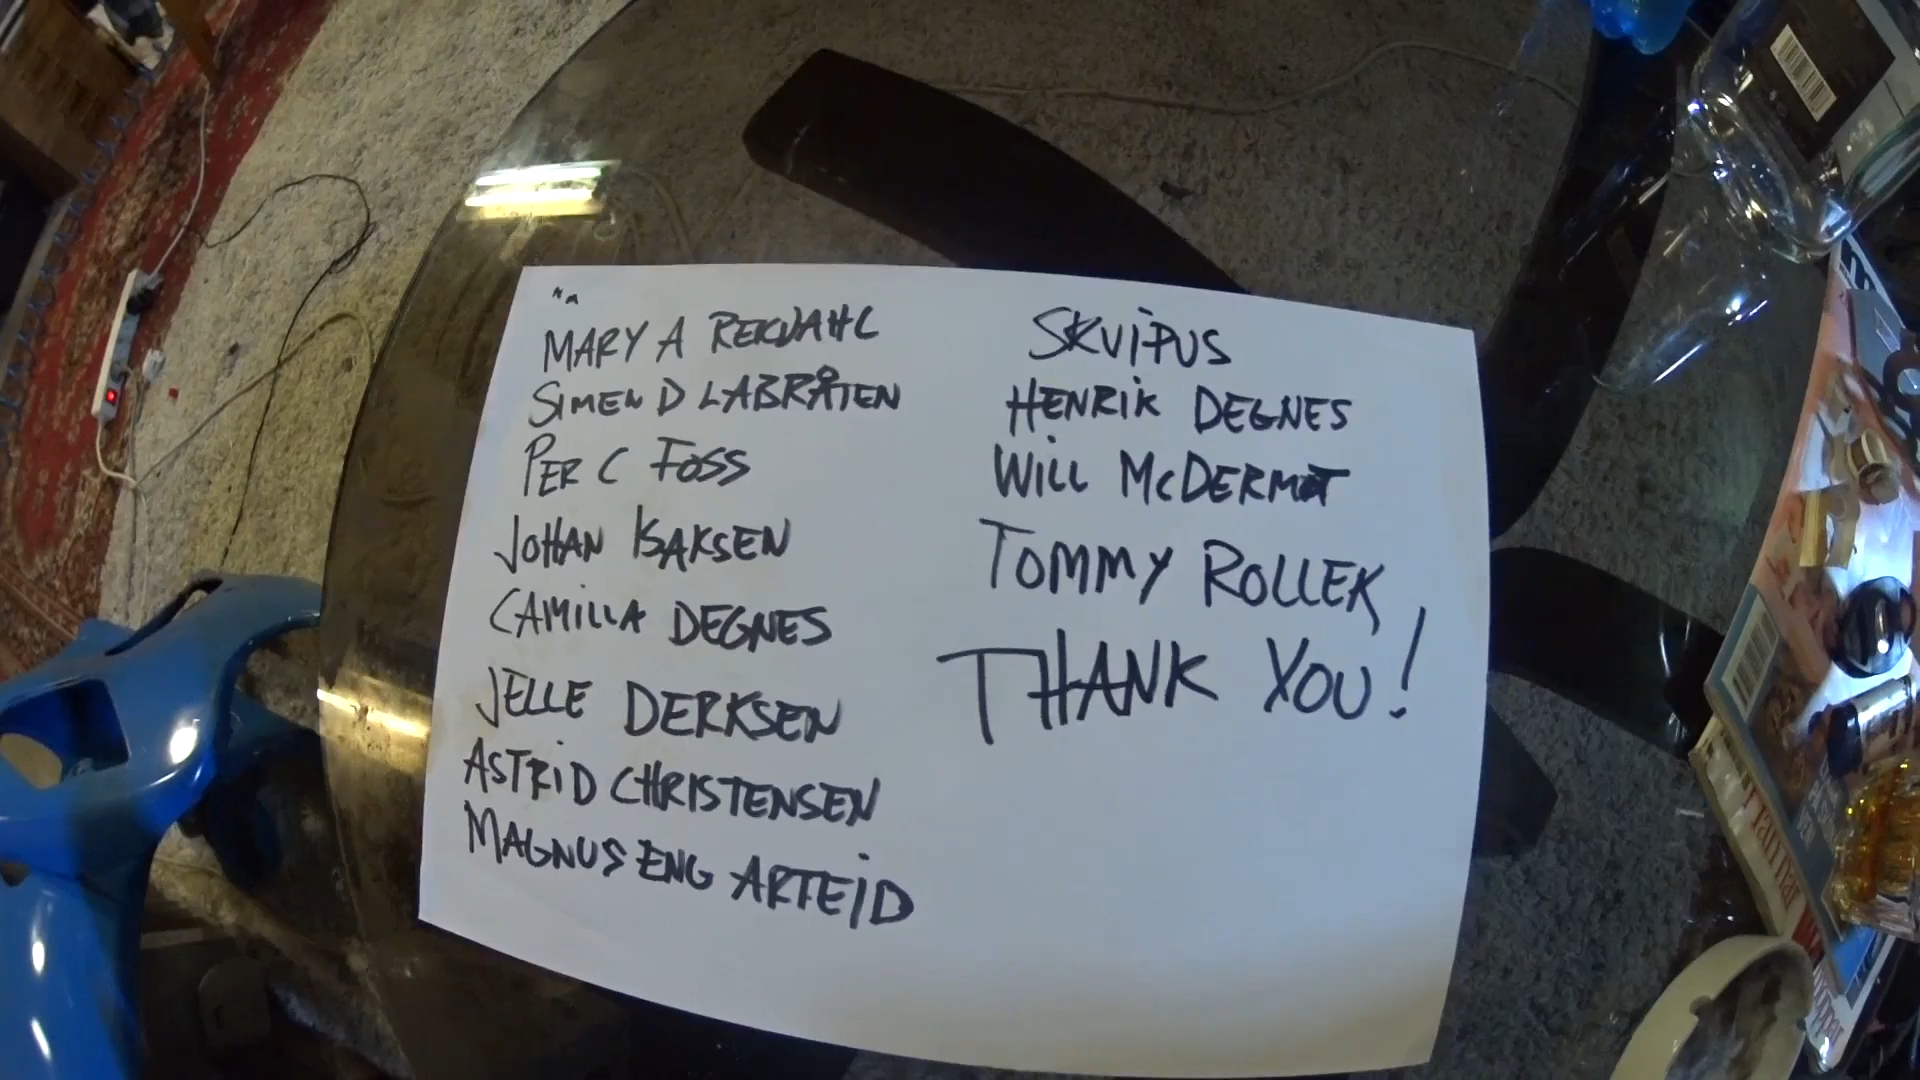 MARY A REKDAHL
SIMEN D LABRÅTEN
PER C FOSS
JOHAN ISAKSEN
CAMILLA DEGNES
JELLE DERKSEN
ASTRID CHRISTENSEN
MAGNUS ENG ARTEID
SKVIPUS
HENRIK DEGNES
WILL McDERMOT
TOMMY ROLLEK
THANK YOU!